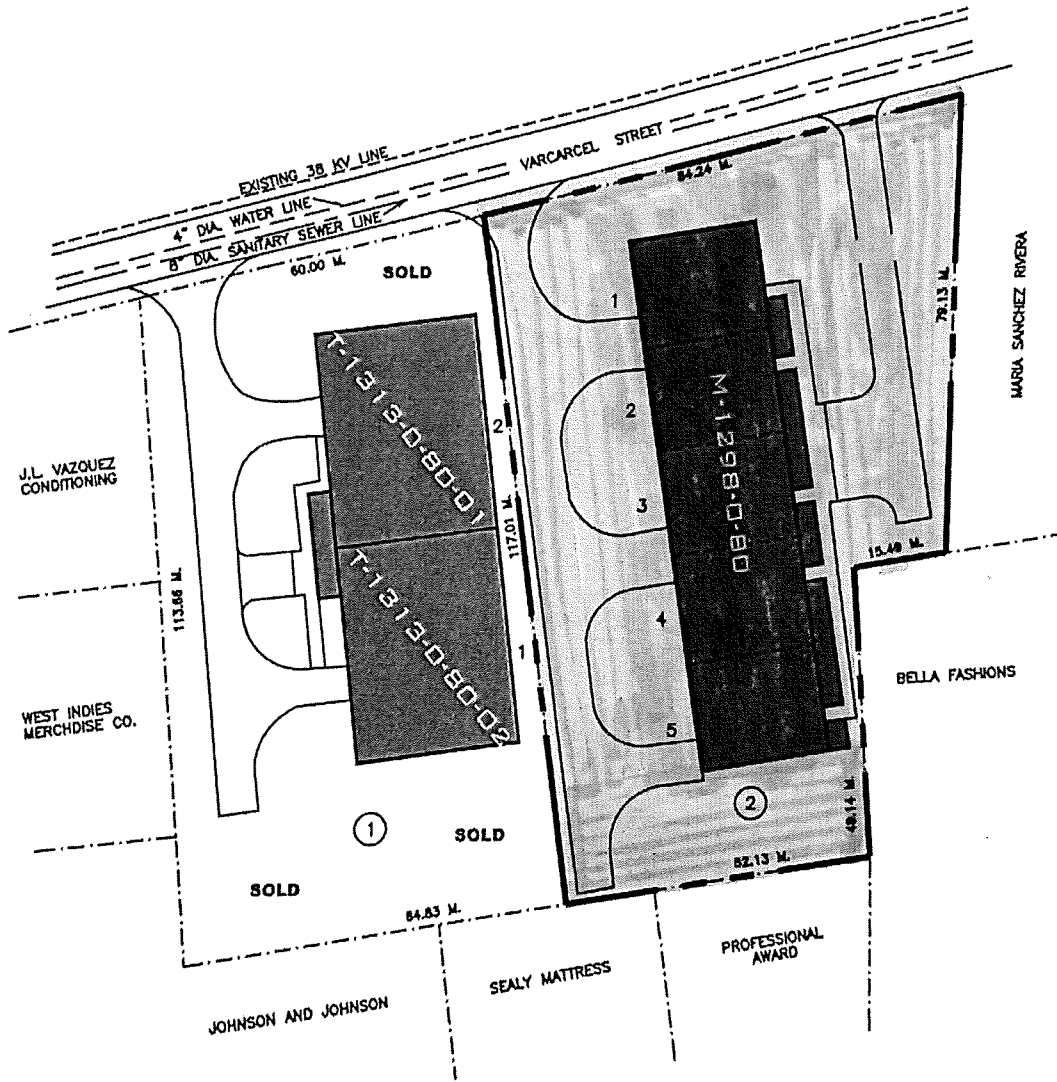 EXISTING 38 KV LINE
4" DIA. WATER LINE
8" DIA. SANITARY SEWER LINE
VARCARCEL STREET
60.00 M.
84.24 M.
SOLD
T-1313-0-80-01
T-1313-0-80-02
2
1
117.01 M.
113.66 M.
M-1298-0-80
1
2
3
4
5
79.13 M.
MARIA SANCHEZ RIVERA
J.L. VAZQUEZ
CONDITIONING
WEST INDIES
MERCHDISE CO.
15.49 M.
BELLA FASHIONS
49.14 M.
1
SOLD
SOLD
2
52.13 M.
64.83 M.
JOHNSON AND JOHNSON
SEALY MATTRESS
PROFESSIONAL
AWARD